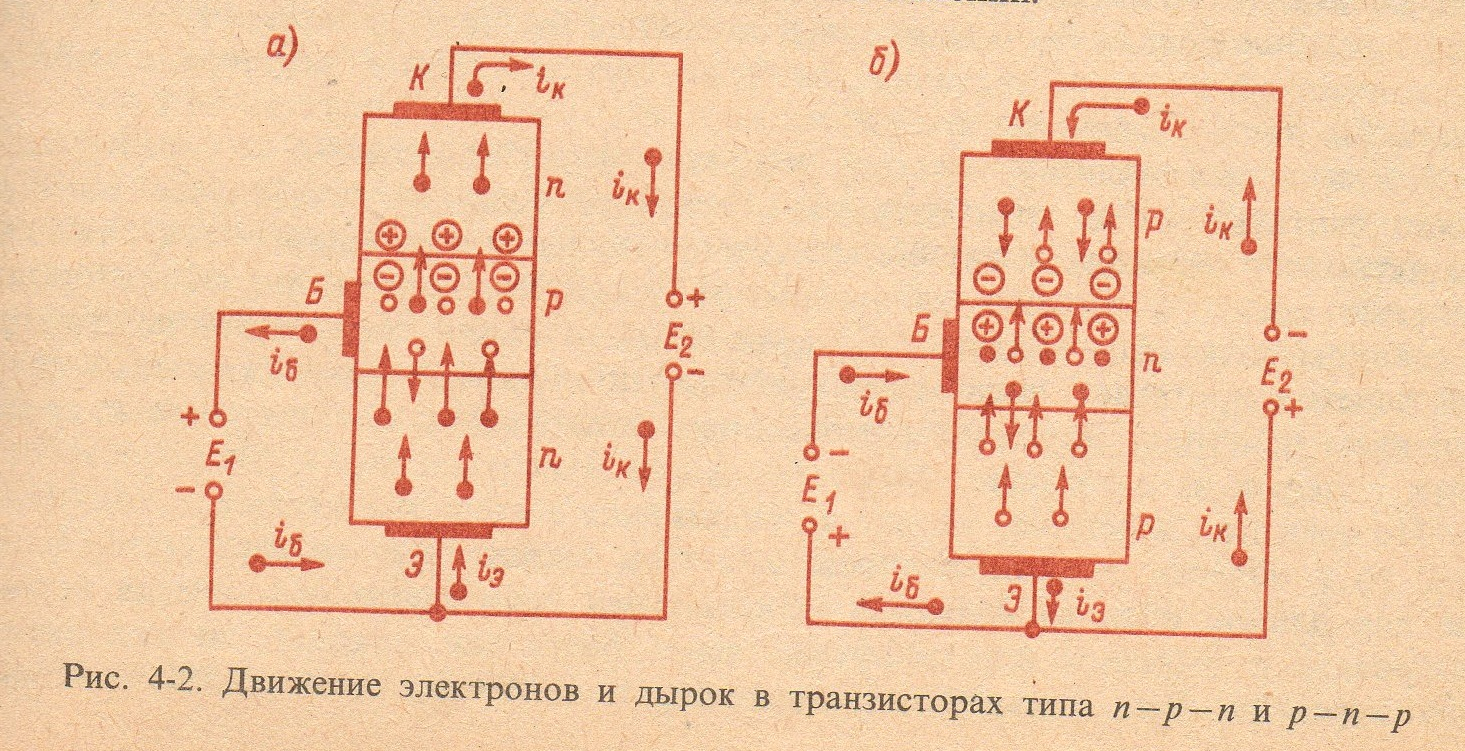 а)
К
iк
n
iк
Б
p
+
E2
−
iб
+
E1
−
n
iк
iб
Э
iэ
б)
К
iк
p
iк
Б
n
−
E2
+
iб
−
E1
+
p
iк
iб
Э
iэ
Рис. 4-2. Движение электронов и дырок в транзисторах типа n—p—n и p—n—p